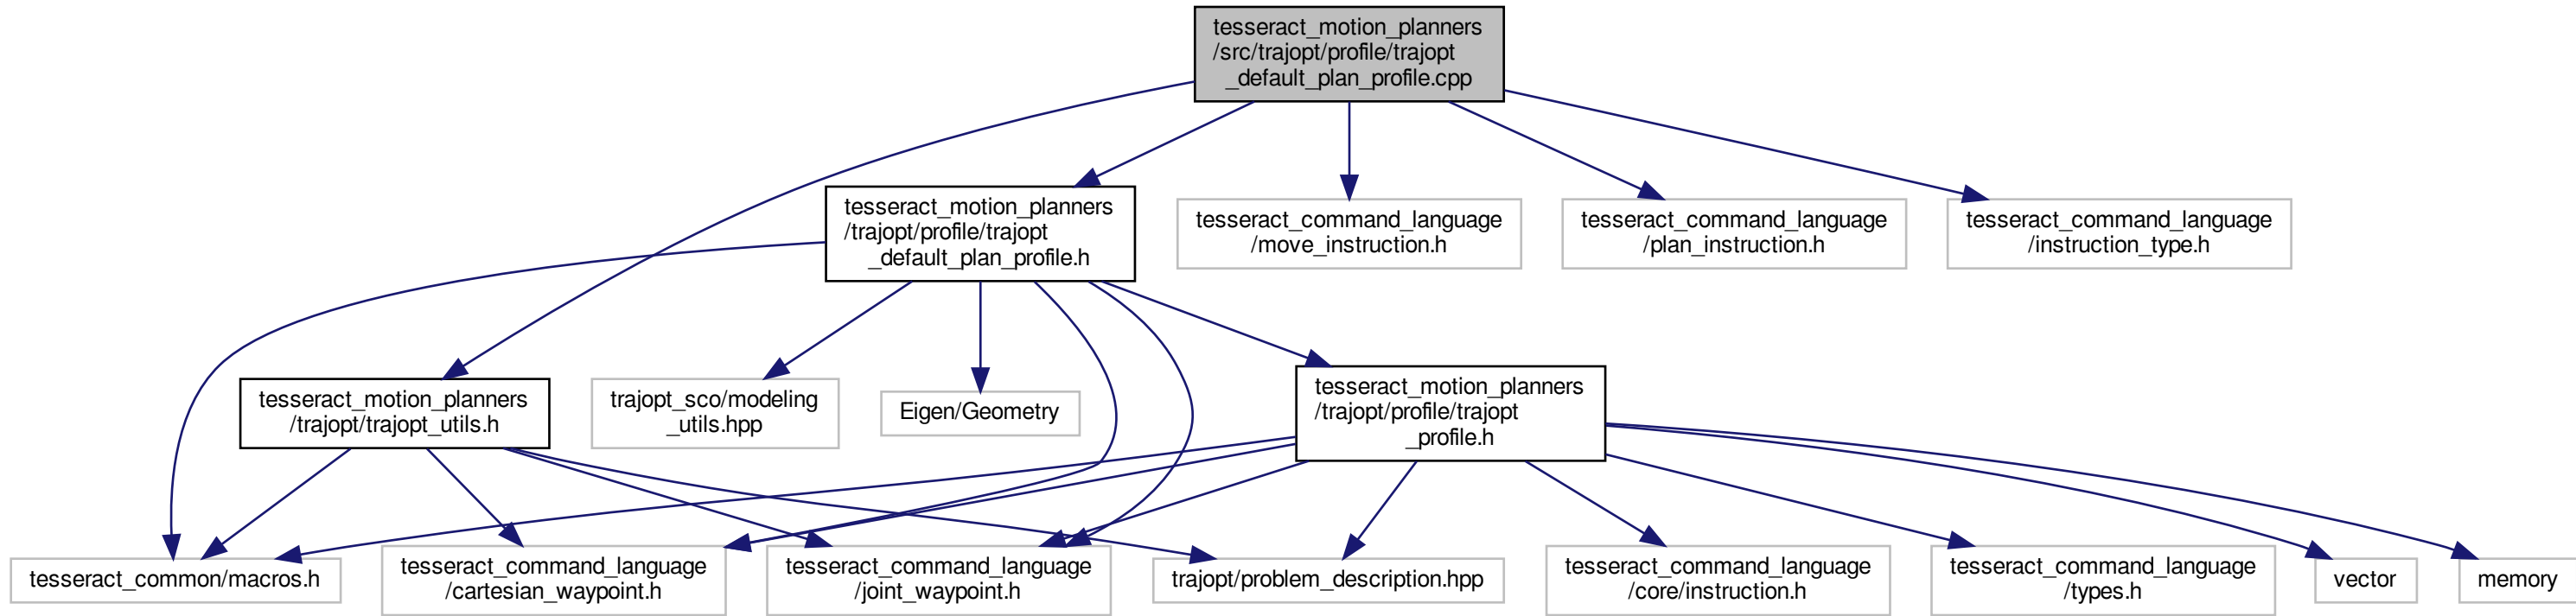 tesseract_motion_planners
/src/trajopt/profile/trajopt
_default_plan_profile.cpp
tesseract_motion_planners
/trajopt/profile/trajopt
_default_plan_profile.h
tesseract_command_language
/move_instruction.h
tesseract_command_language
/plan_instruction.h
tesseract_command_language
/instruction_type.h
tesseract_motion_planners
/trajopt/trajopt_utils.h
trajopt_sco/modeling
_utils.hpp
Eigen/Geometry
tesseract_motion_planners
/trajopt/profile/trajopt
_profile.h
tesseract_common/macros.h
tesseract_command_language
/cartesian_waypoint.h
tesseract_command_language
/joint_waypoint.h
trajopt/problem_description.hpp
tesseract_command_language
/core/instruction.h
tesseract_command_language
/types.h
vector
memory